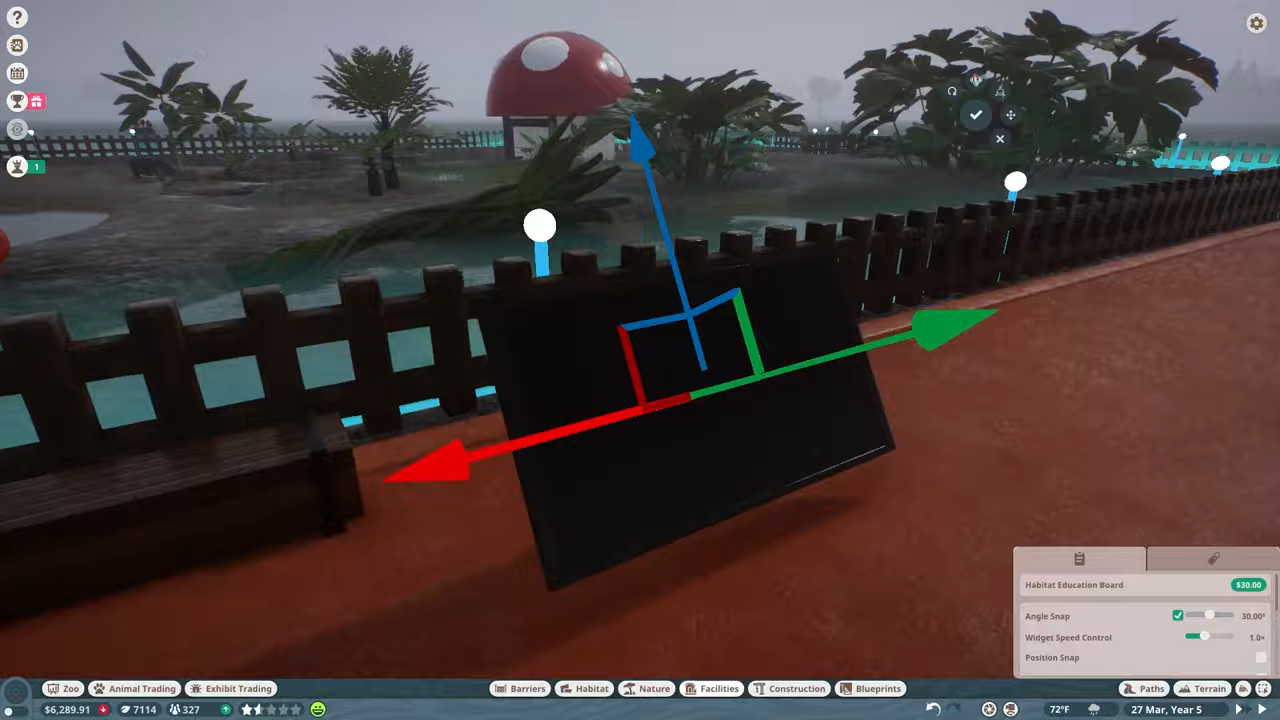 ?
1
Habitat Education Board $30.00
Angle Snap 30.00°
Widget Speed Control 1.0×
Position Snap
Zoo Animal Trading Exhibit Trading Barriers Habitat Nature Facilities Construction Blueprints Paths Terrain
$6,289.91 7114 327 72°F 27 Mar, Year 5